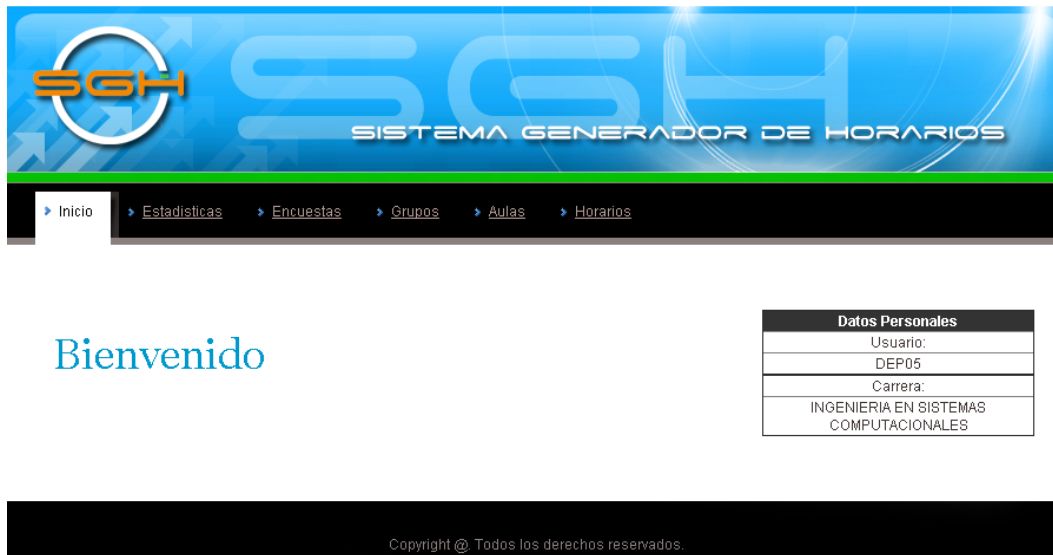 SGH
SGH
SISTEMA GENERADOR DE HORARIOS
Inicio Estadisticas Encuestas Grupos Aulas Horarios
Bienvenido
Datos Personales
Usuario:
DEP05
Carrera:
INGENIERIA EN SISTEMAS
COMPUTACIONALES
Copyright @. Todos los derechos reservados.